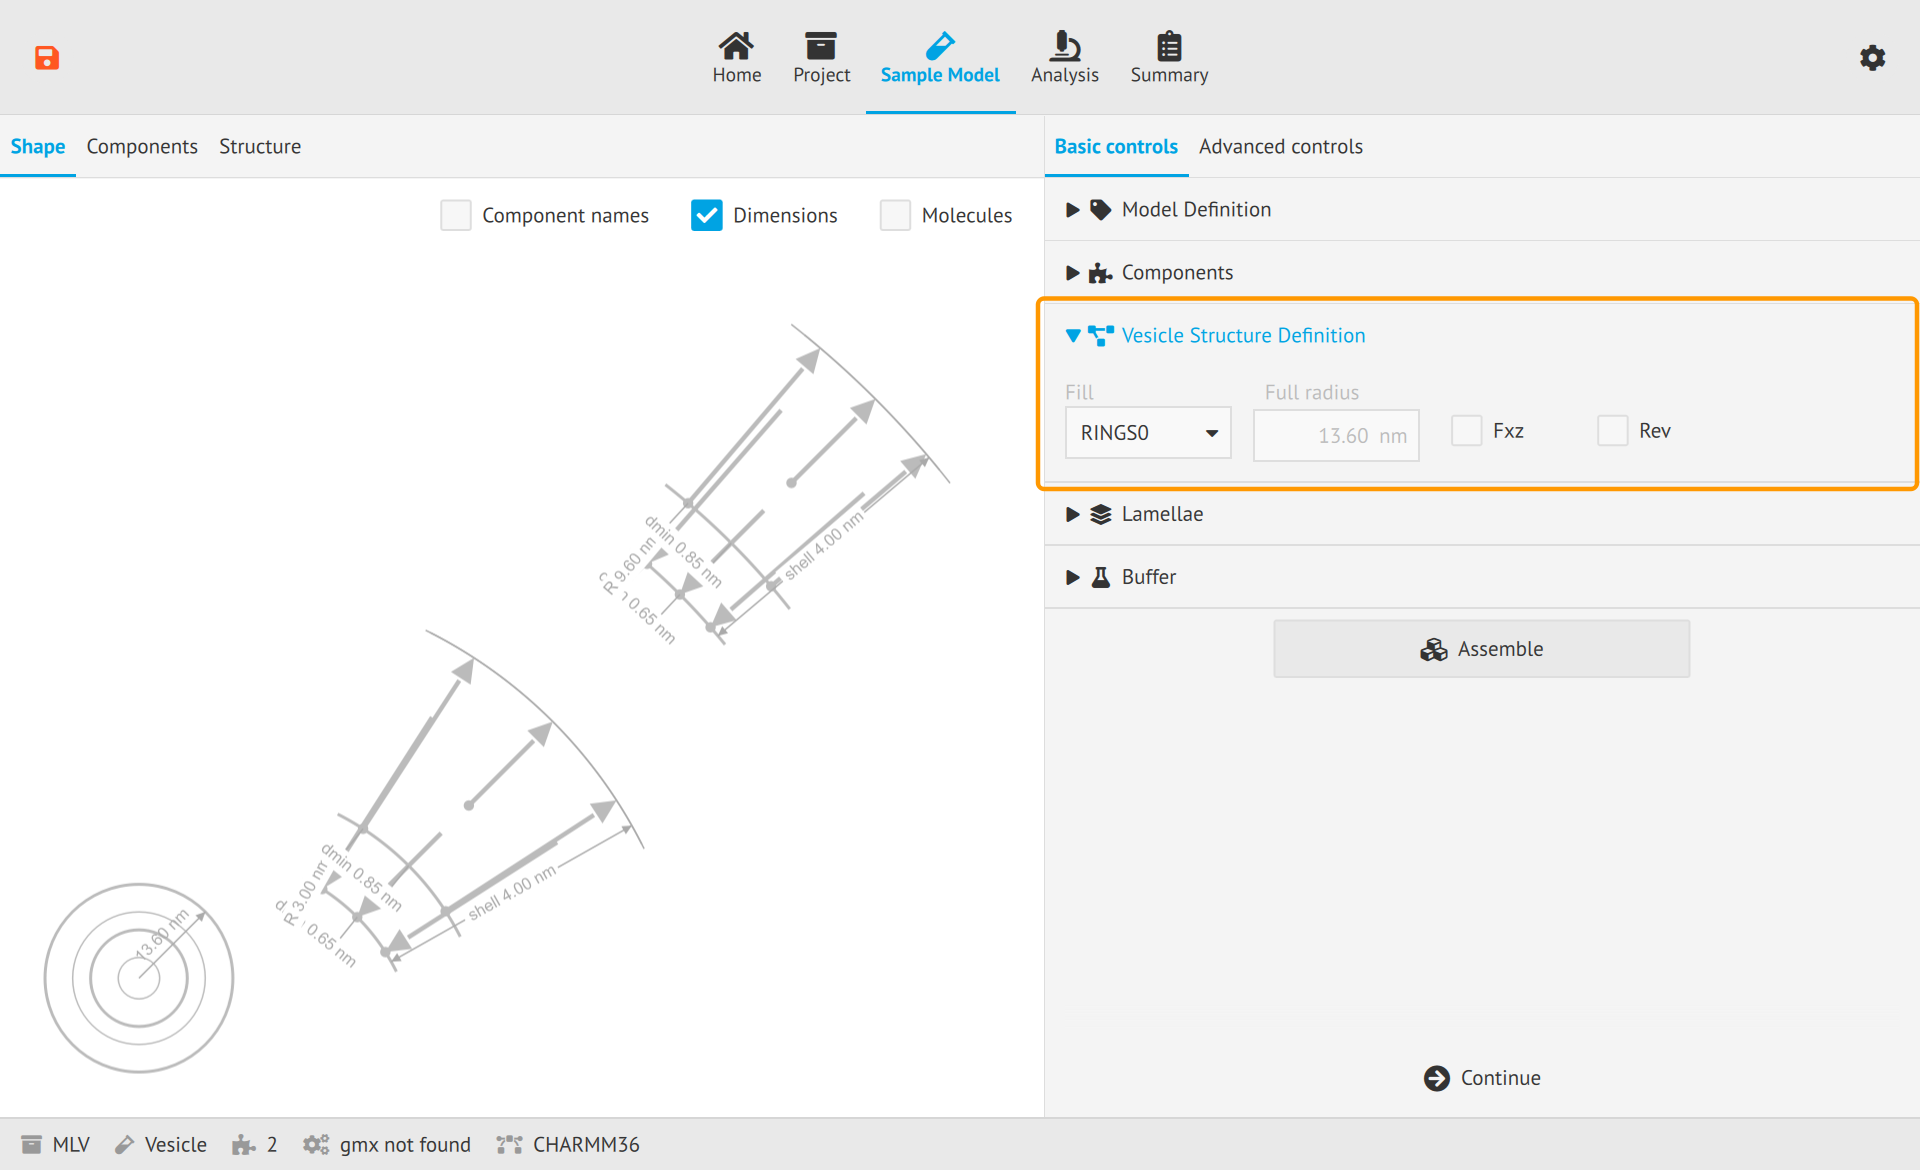 Home Project Sample Model Analysis Summary
Shape Components Structure
Basic controls Advanced controls
Component names Dimensions Molecules
Model Definition
Components
Vesicle Structure Definition
Fill Full radius
RINGS0 13.60 nm Fxz Rev
Lamellae
Buffer
Assemble
dmin 0.85 nm
R 9.60 nm
0.65 nm
shell 4.00 nm
dmin 0.85 nm
R 3.00 nm
0.65 nm
shell 4.00 nm
13.60 nm
Continue
MLV Vesicle 2 gmx not found CHARMM36